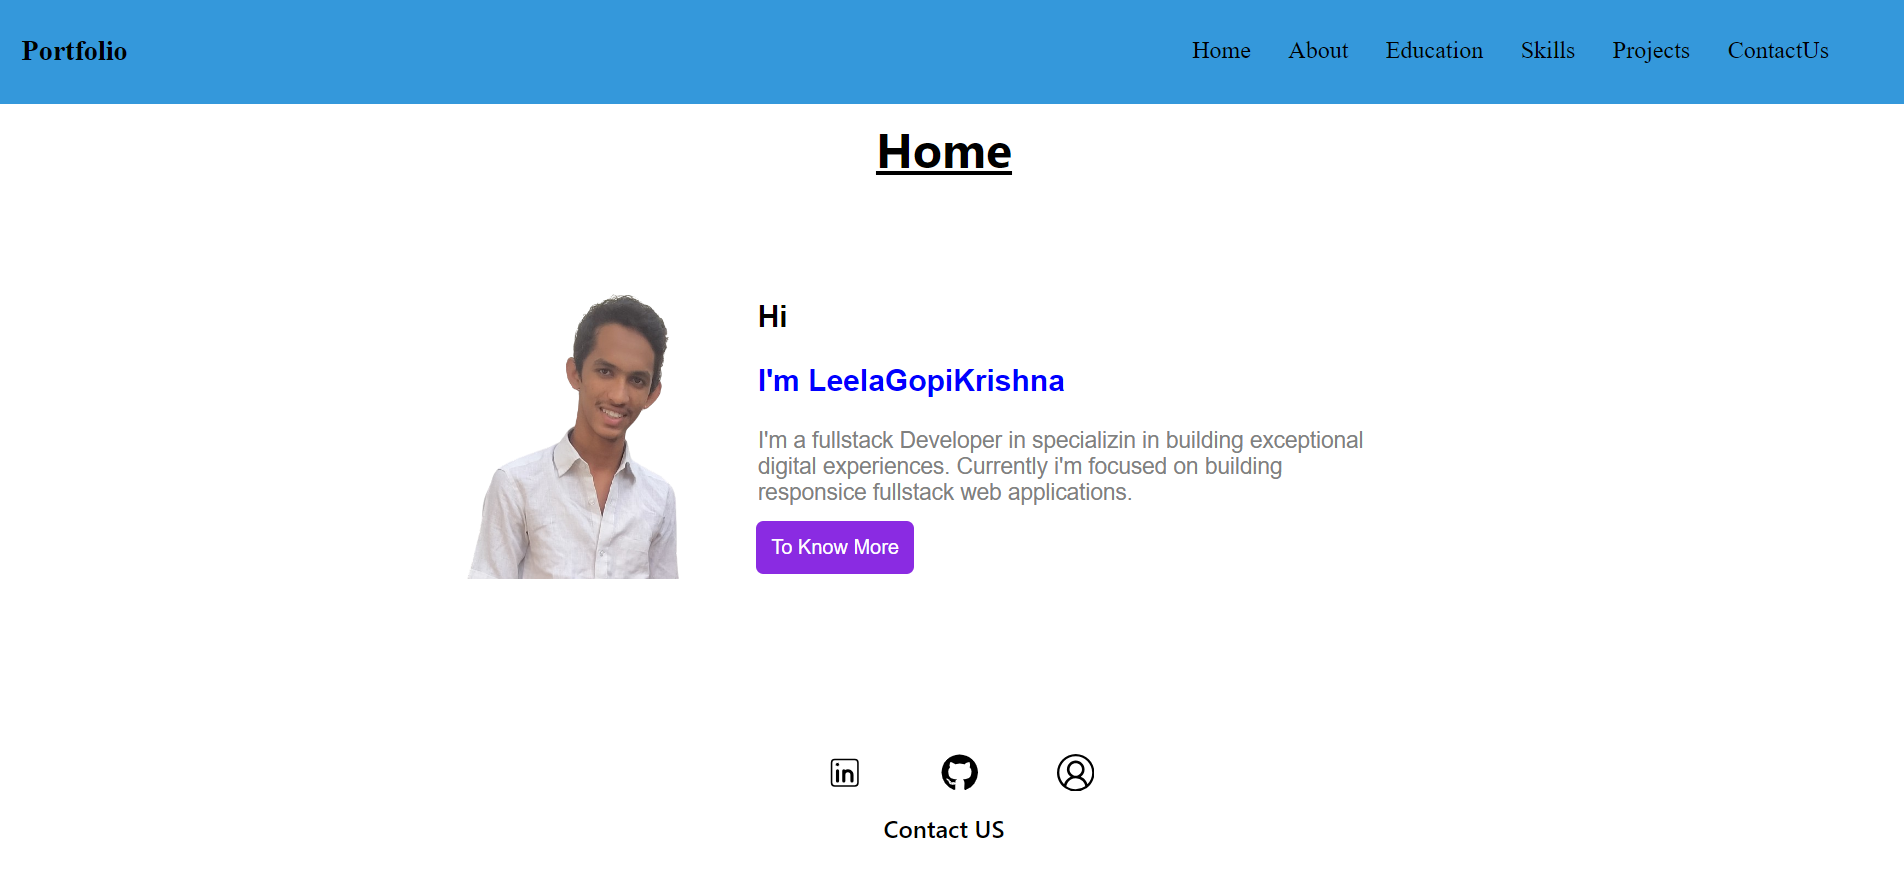 Portfolio
Home About Education Skills Projects ContactUs
Home
Hi
I'm LeelaGopiKrishna
I'm a fullstack Developer in specializin in building exceptional
digital experiences. Currently i'm focused on building
responsice fullstack web applications.
To Know More
in
Contact US